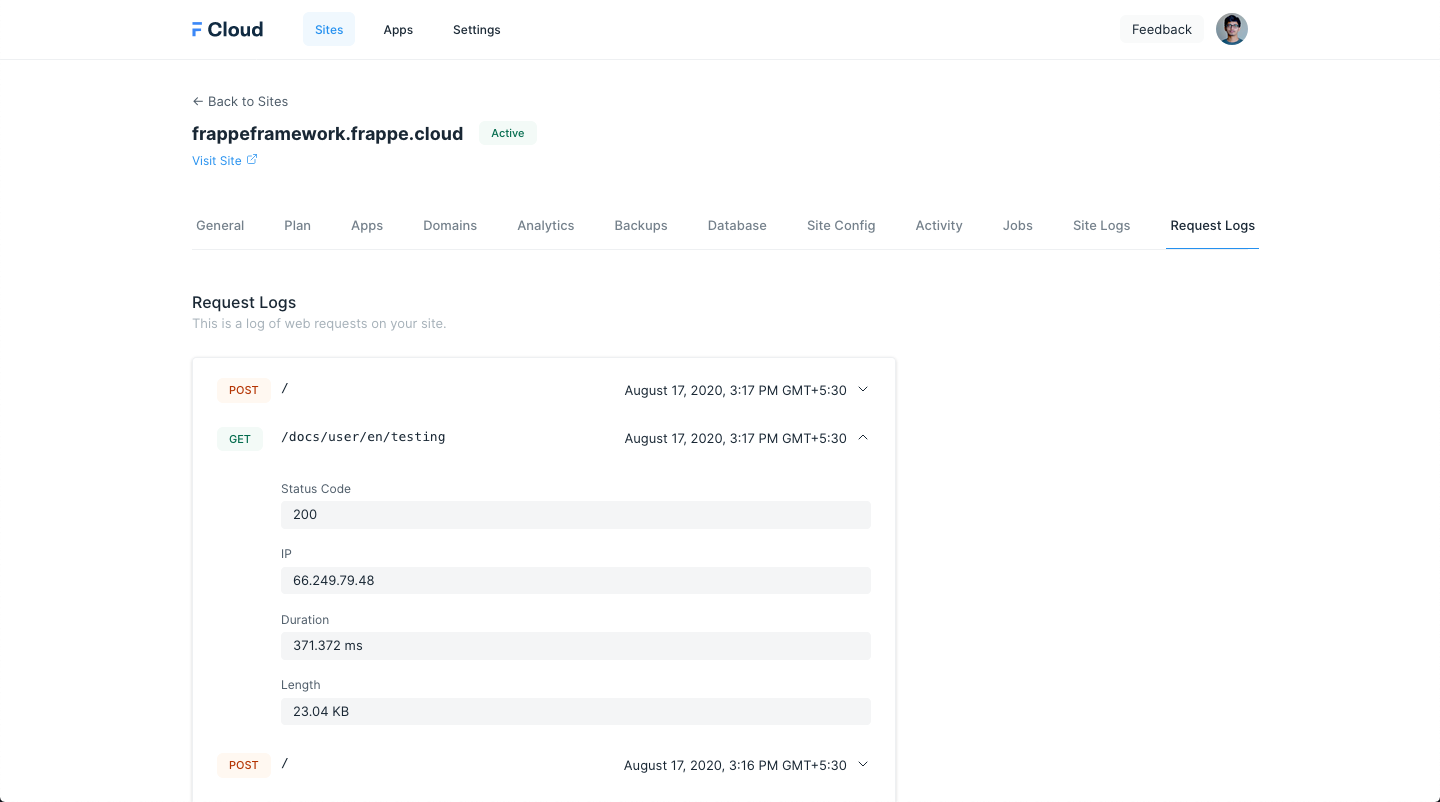 Cloud Sites Apps Settings Feedback
← Back to Sites
frappeframework.frappe.cloud Active
Visit Site
General Plan Apps Domains Analytics Backups Database Site Config Activity Jobs Site Logs Request Logs
Request Logs
This is a log of web requests on your site.
POST / August 17, 2020, 3:17 PM GMT+5:30
GET /docs/user/en/testing August 17, 2020, 3:17 PM GMT+5:30
Status Code
200
IP
66.249.79.48
Duration
371.372 ms
Length
23.04 KB
POST / August 17, 2020, 3:16 PM GMT+5:30